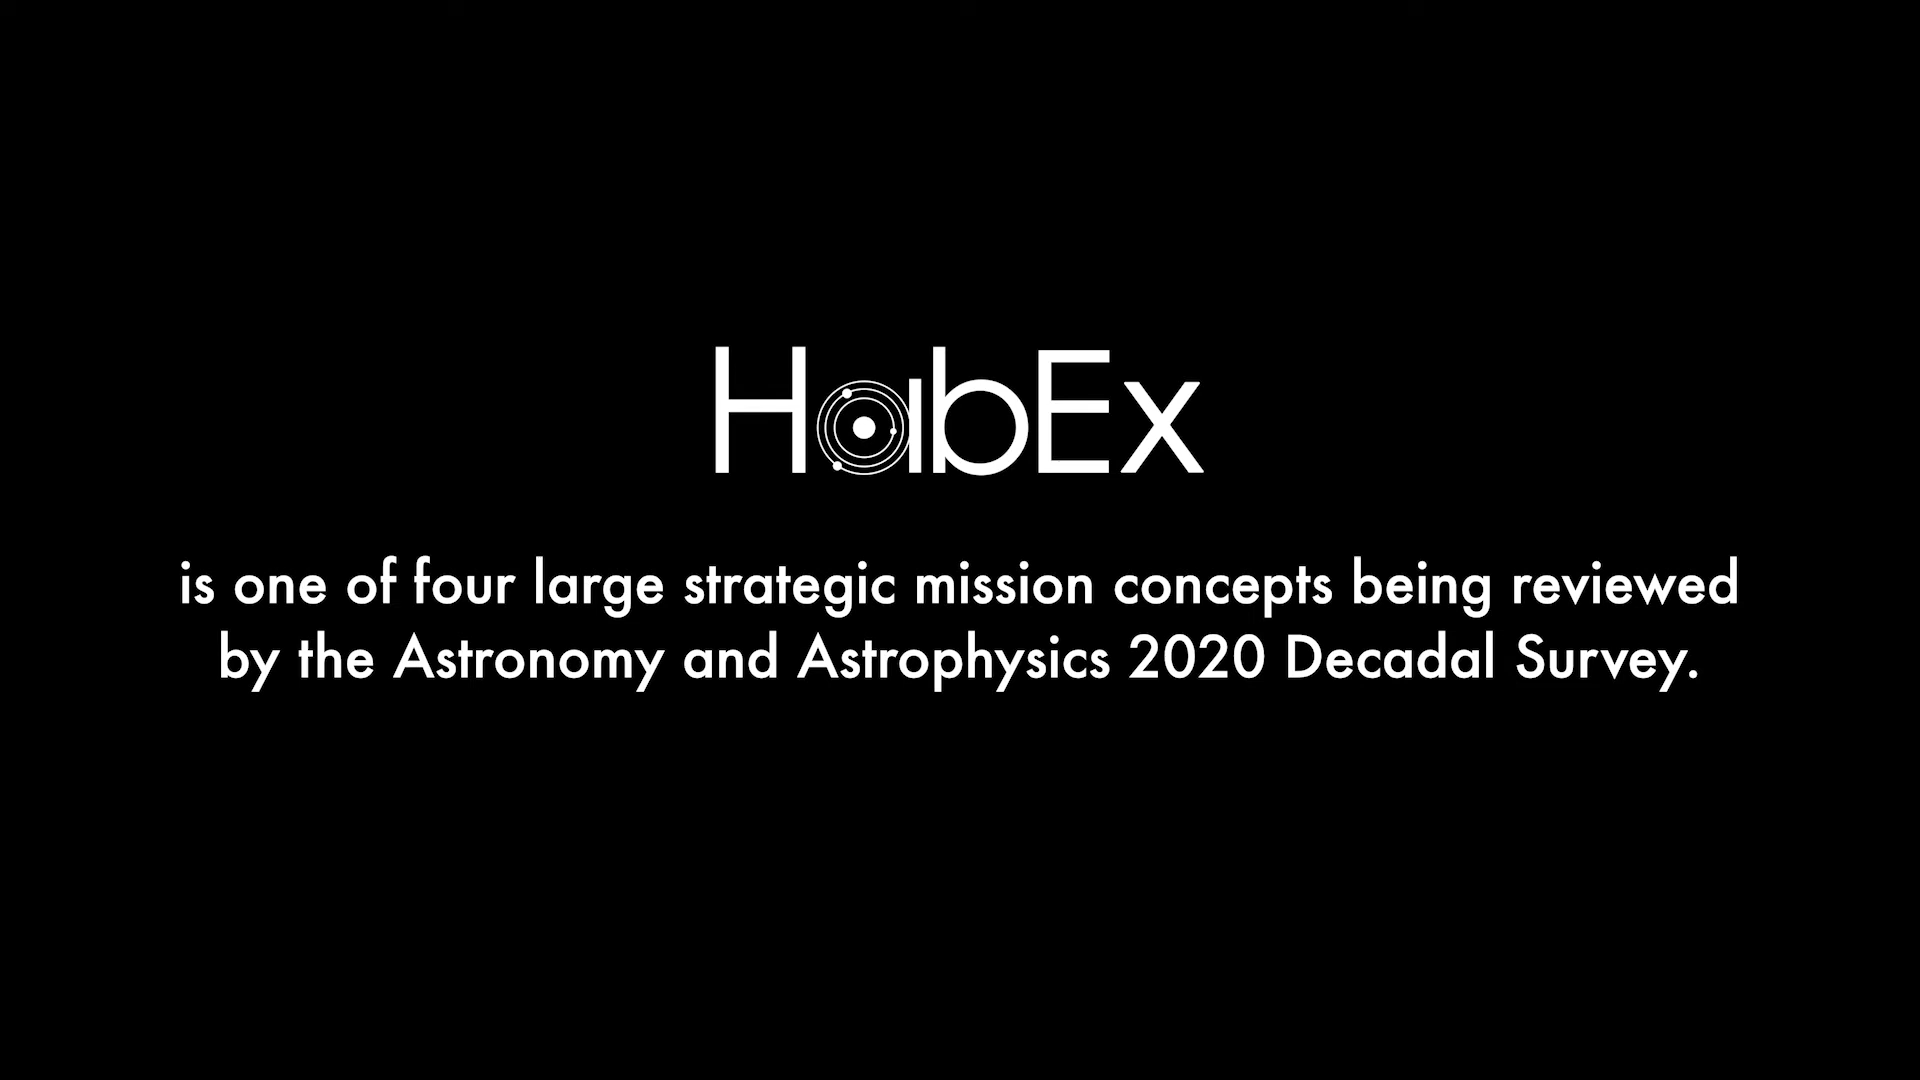 HabEx
is one of four large strategic mission concepts being reviewed
by the Astronomy and Astrophysics 2020 Decadal Survey.